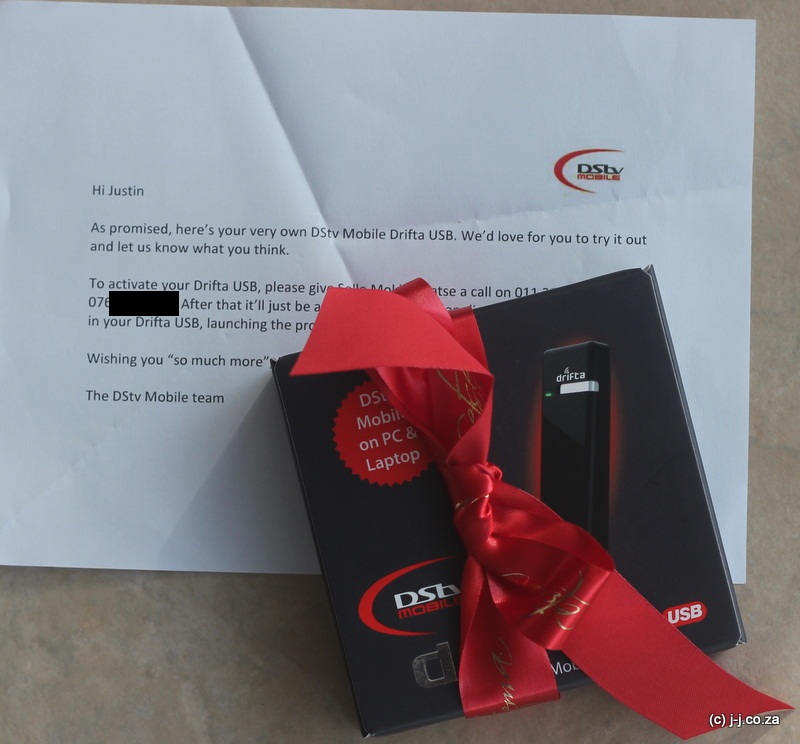 DStv
MOBILE
Hi Justin
As promised, here's your very own DStv Mobile Drifta USB. We'd love for you to try it out
and let us know what you think.
To activate your Drifta USB, please give a call on 011
076 After that it'll just be a
in your Drifta USB, launching the
Wishing you "so much more"
The DStv Mobile team
drifta
Mobile
on PC &
Laptop
DStv
MOBILE
USB
(c) j-j.co.za